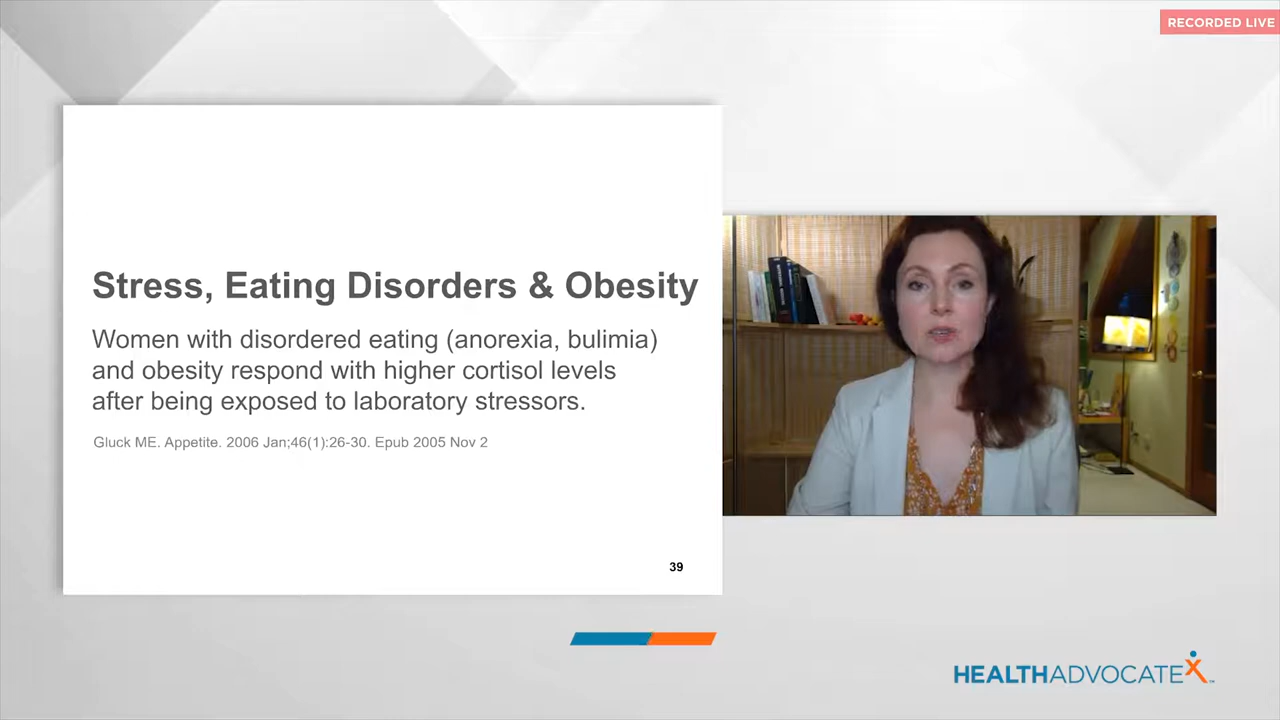 RECORDED LIVE
Stress, Eating Disorders & Obesity
Women with disordered eating (anorexia, bulimia)
and obesity respond with higher cortisol levels
after being exposed to laboratory stressors.
Gluck ME. Appetite. 2006 Jan;46(1):26-30. Epub 2005 Nov 2
39
HEALTHADVOCATEX™